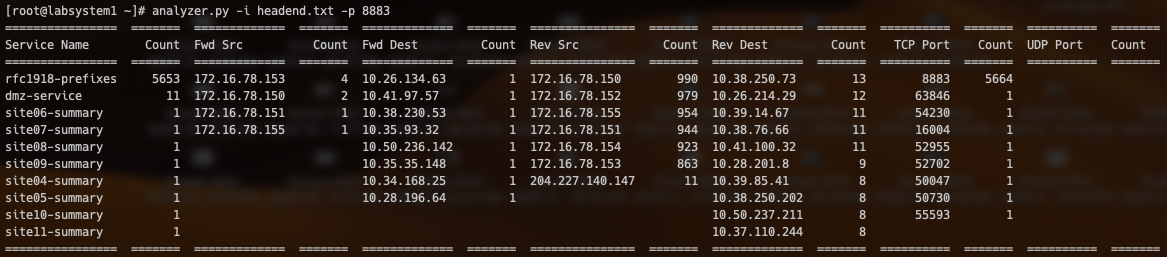 [root@labsystem1 ~]# analyzer.py -i headend.txt -p 8883
================ ======= ============= ======= ============== ======= =============== ======= ============= ======= ========== ======= ========== =======
Service Name Count Fwd Src Count Fwd Dest Count Rev Src Count Rev Dest Count TCP Port Count UDP Port Count
================ ======= ============= ======= ============== ======= =============== ======= ============= ======= ========== ======= ========== =======
rfc1918-prefixes 5653 172.16.78.153 4 10.26.134.63 1 172.16.78.150 990 10.38.250.73 13 8883 5664
dmz-service 11 172.16.78.150 2 10.41.97.57 1 172.16.78.152 979 10.26.214.29 12 63846 1
site06-summary 1 172.16.78.151 1 10.38.230.53 1 172.16.78.155 954 10.39.14.67 11 54230 1
site07-summary 1 172.16.78.155 1 10.35.93.32 1 172.16.78.151 944 10.38.76.66 11 16004 1
site08-summary 1 10.50.236.142 1 172.16.78.154 923 10.41.100.32 11 52955 1
site09-summary 1 10.35.35.148 1 172.16.78.153 863 10.28.201.8 9 52702 1
site04-summary 1 10.34.168.25 1 204.227.140.147 11 10.39.85.41 8 50047 1
site05-summary 1 10.28.196.64 1 10.38.250.202 8 50730 1
site10-summary 1 10.50.237.211 8 55593 1
site11-summary 1 10.37.110.244 8
================ ======= ============= ======= ============== ======= =============== ======= ============= ======= ========== ======= ========== =======